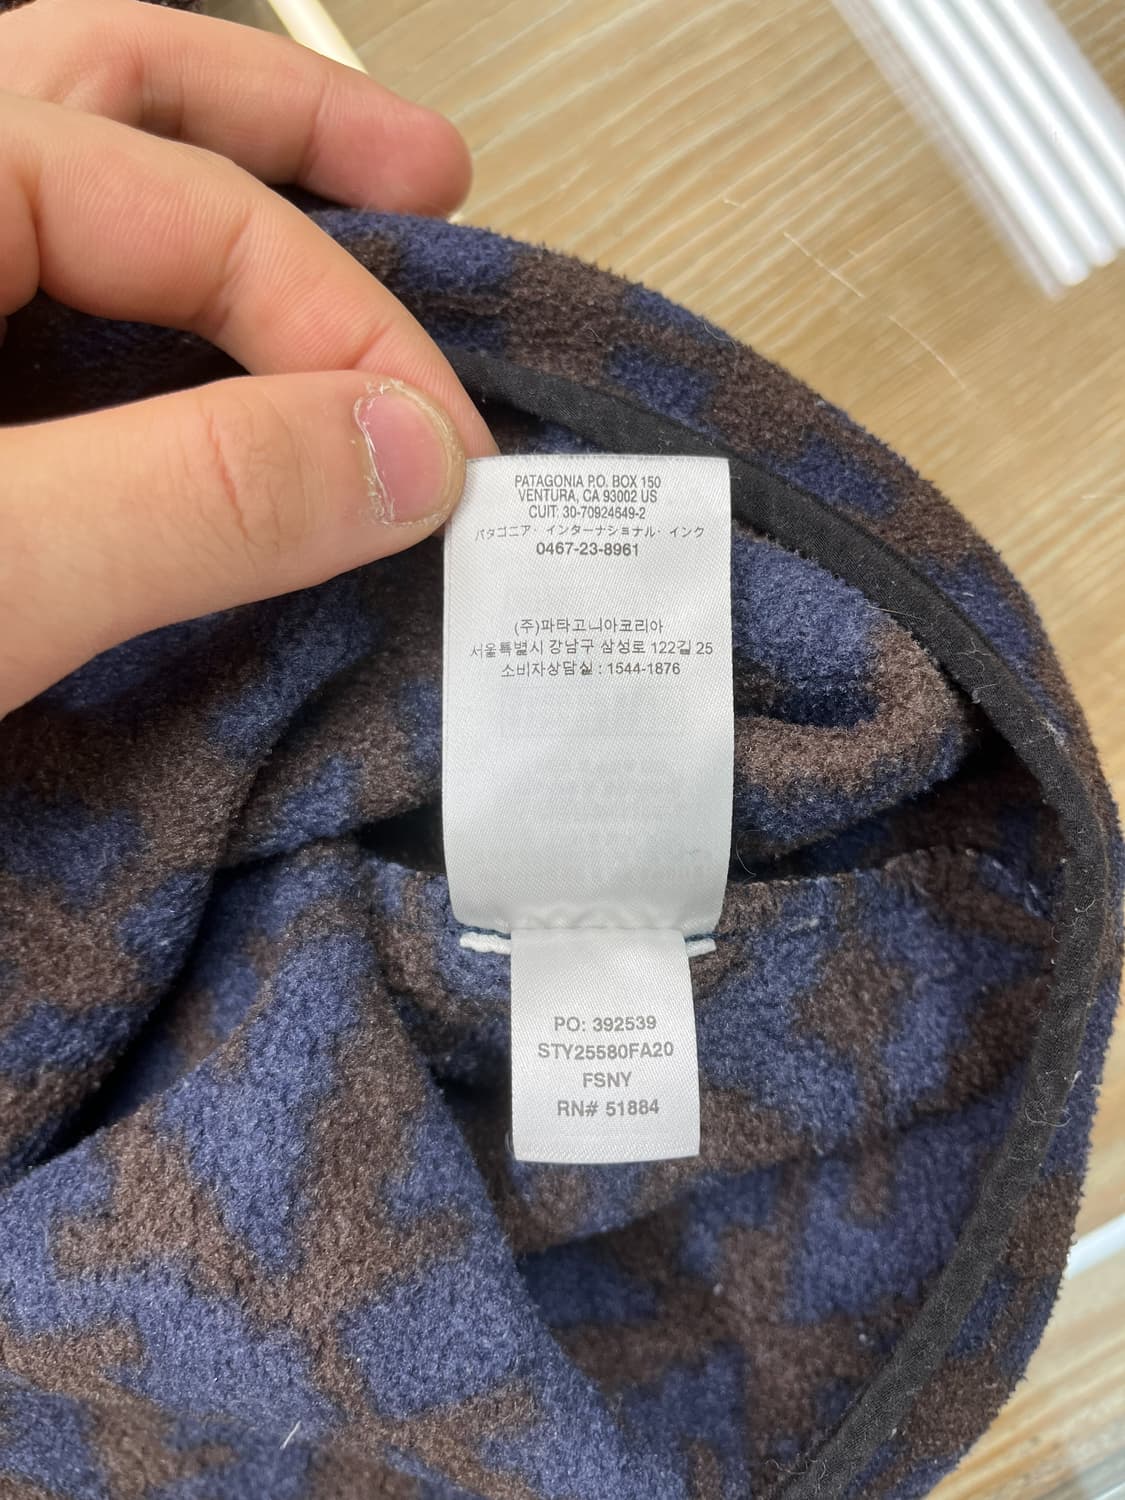 PATAGONIA P.O. BOX 150
VENTURA, CA 93002 US
CUIT: 30-70924649-2
パタゴニア・インターナショナル・インク
0467-23-8961
(주)파타고니아코리아
서울특별시 강남구 삼성로 122길 25
소비자상담실 : 1544-1876
PO: 392539
STY25580FA20
FSNY
RN# 51884